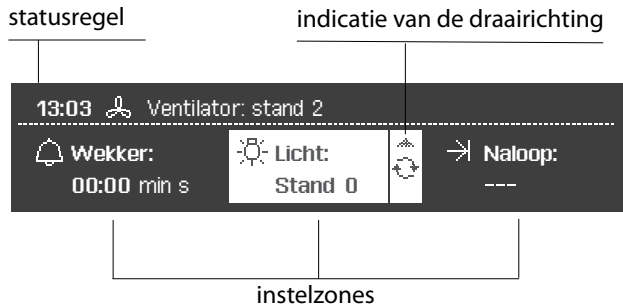 statusregel
indicatie van de draairichting
13:03 Ventilator: stand 2
Wekker: Licht: Naloop:
00:00 min s Stand 0 ---
instelzones